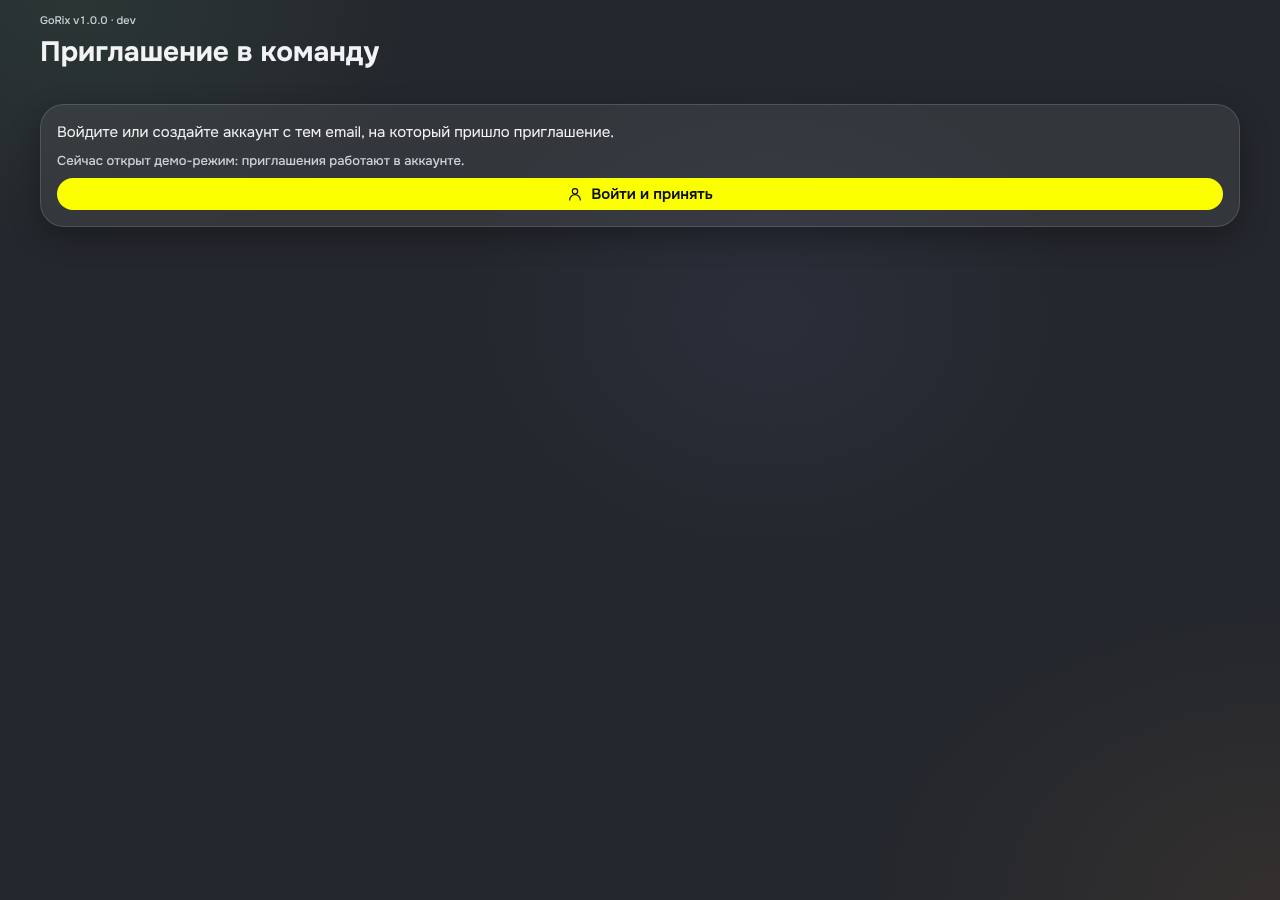 GoRix v1.0.0 · dev
Приглашение в команду
Войдите или создайте аккаунт с тем email, на который пришло приглашение.
Сейчас открыт демо-режим: приглашения работают в аккаунте.
Войти и принять